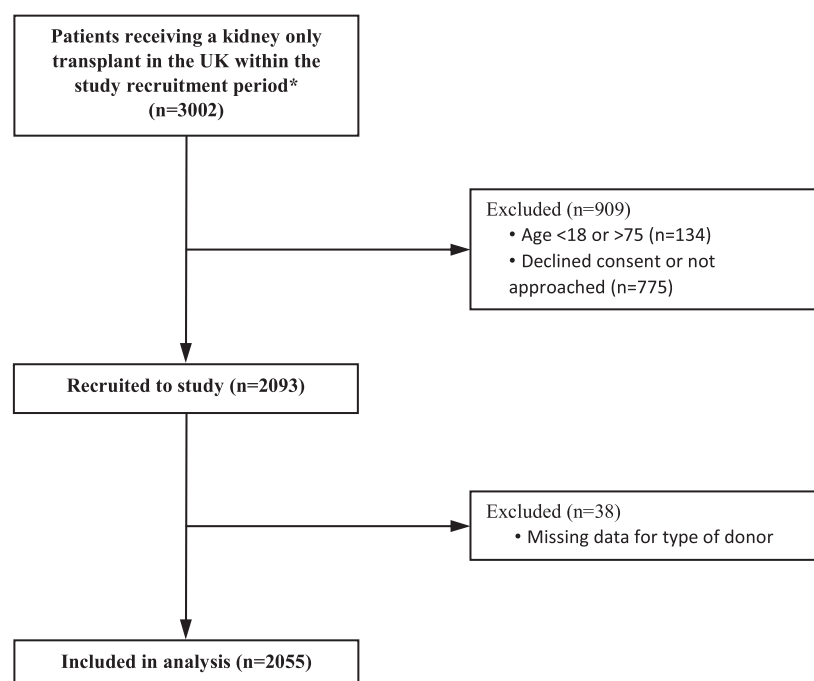 Patients receiving a kidney only
transplant in the UK within the
study recruitment period*
(n=3002)
Excluded (n=909)
• Age <18 or >75 (n=134)
• Declined consent or not
approached (n=775)
Recruited to study (n=2093)
Excluded (n=38)
• Missing data for type of donor
Included in analysis (n=2055)